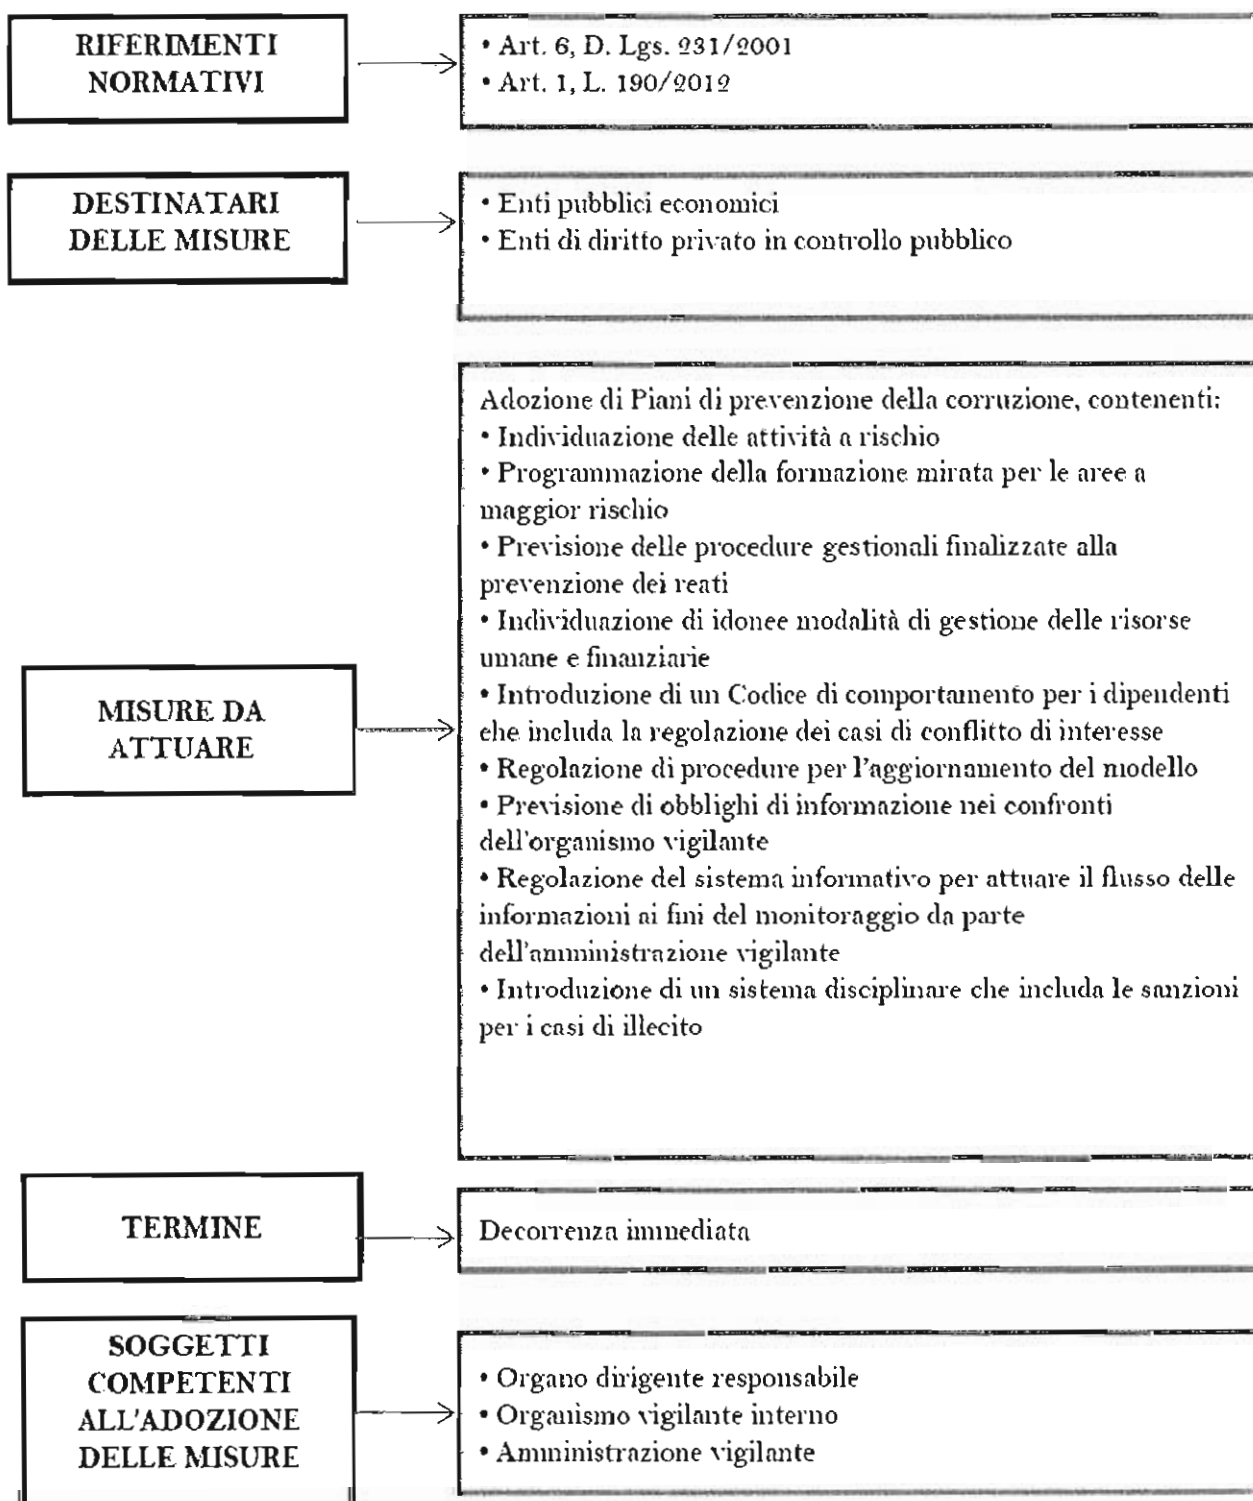 RIFERIMENTI
NORMATIVI
• Art. 6, D. Lgs. 231/2001
• Art. 1, L. 190/2012
DESTINATARI
DELLE MISURE
• Enti pubblici economici
• Enti di diritto privato in controllo pubblico
MISURE DA
ATTUARE
Adozione di Piani di prevenzione della corruzione, contenenti:
• Individuazione delle attività a rischio
• Programmazione della formazione mirata per le aree a
maggior rischio
• Previsione delle procedure gestionali finalizzate alla
prevenzione dei reati
• Individuazione di idonee modalità di gestione delle risorse
umane e finanziarie
• Introduzione di un Codice di comportamento per i dipendenti
che includa la regolazione dei casi di conflitto di interesse
• Regolazione di procedure per l'aggiornamento del modello
• Previsione di obblighi di informazione nei confronti
dell'organismo vigilante
• Regolazione del sistema informativo per attuare il flusso delle
informazioni ai fini del monitoraggio da parte
dell'amministrazione vigilante
• Introduzione di un sistema disciplinare che includa le sanzioni
per i casi di illecito
TERMINE
Decorrenza immediata
SOGGETTI
COMPETENTI
ALL'ADOZIONE
DELLE MISURE
• Organo dirigente responsabile
• Organismo vigilante interno
• Amministrazione vigilante